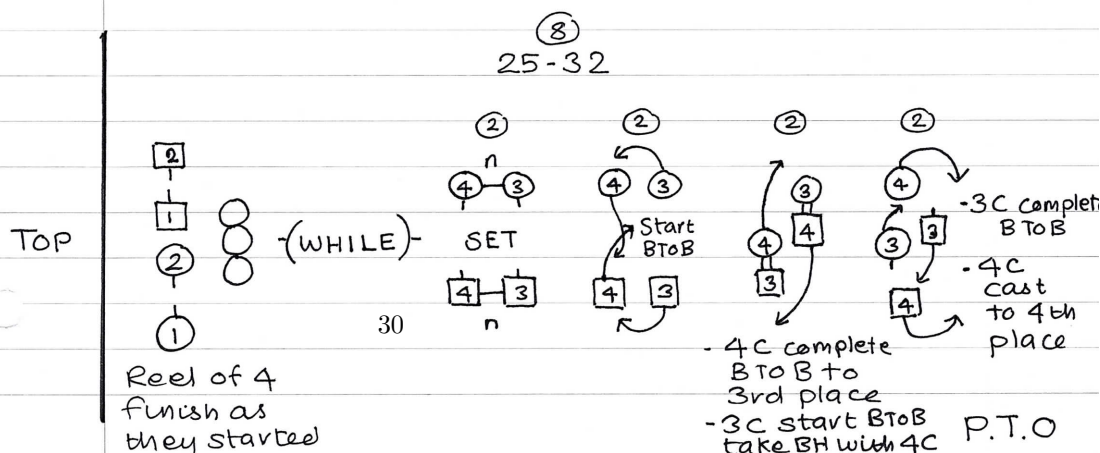 8
25-32
2 2 2 2
n
2 4 3 4 3 3 4
1 -(WHILE)- SET Start BTOB 4 4 3 3 -3C complete BTOB
TOP 2 4 3 4 3 3 4 -4C cast to 4th place
1 30 n
Reel of 4
finish as
they started
- 4C complete
BTOB to
3rd place
-3C start BTOB
take BH with 4C
P.T.O